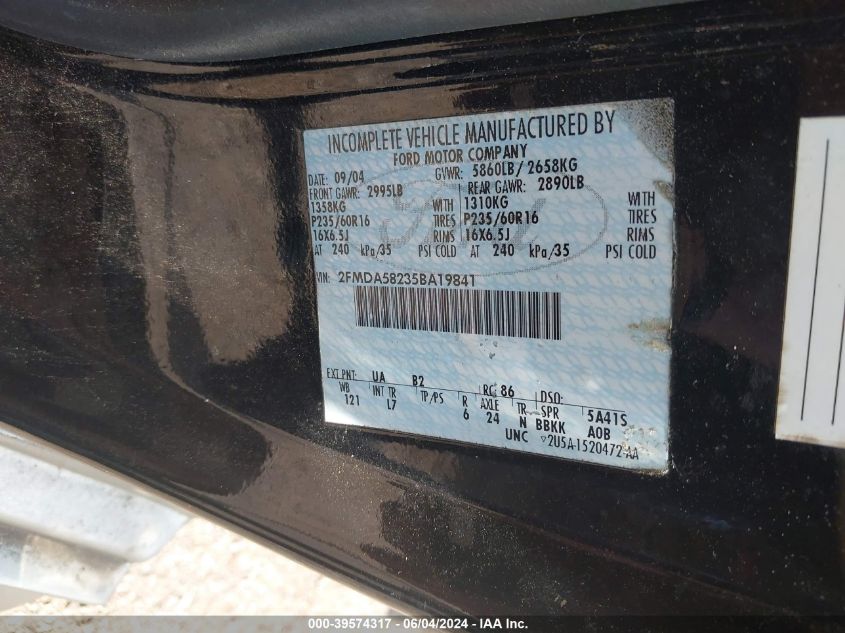 INCOMPLETE VEHICLE MANUFACTURED BY
FORD MOTOR COMPANY
DATE: 09/04 GVWR: 5860LB/ 2658KG
FRONT GAWR: 2995LB REAR GAWR: 2890LB
1358KG WITH 1310KG WITH
P235/60R16 TIRES P235/60R16 TIRES
16X6.5J RIMS 16X6.5J RIMS
AT 240 kPa/35 PSI COLD AT 240 kPa/35 PSI COLD
VIN: 2FMDA58235BA19841
EXT PNT: UA B2 RC: 86 DSO:
WB INT TR TP/PS R AXLE TR SPR 5A41S
121 L7 6 24 N BBKK AOB
UNC 2U5A-1520472-AA
000-39574317 - 06/04/2024 - IAAI.com